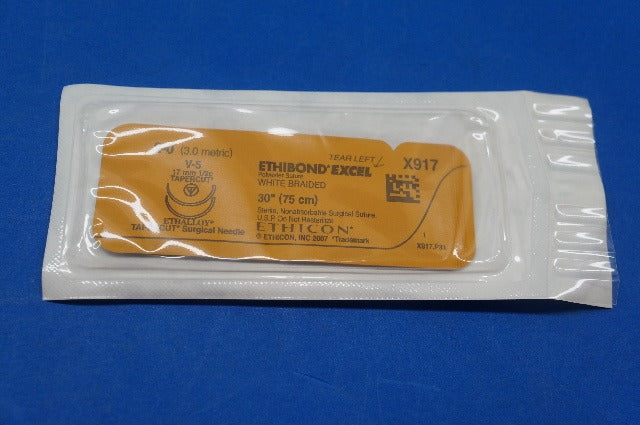 (3.0 metric)
V-5
17 mm 1/2c
TAPERCUT*
ETHALLOY*
TAPERCUT* Surgical Needle
TEAR LEFT
ETHIBOND*EXCEL
Polyester Suture
WHITE BRAIDED
30" (75 cm)
Sterile, Nonabsorbable Surgical Suture,
U.S.P. Do Not Resterilize
ETHICON*
© ETHICON, INC 2007 *Trademark
X917
1